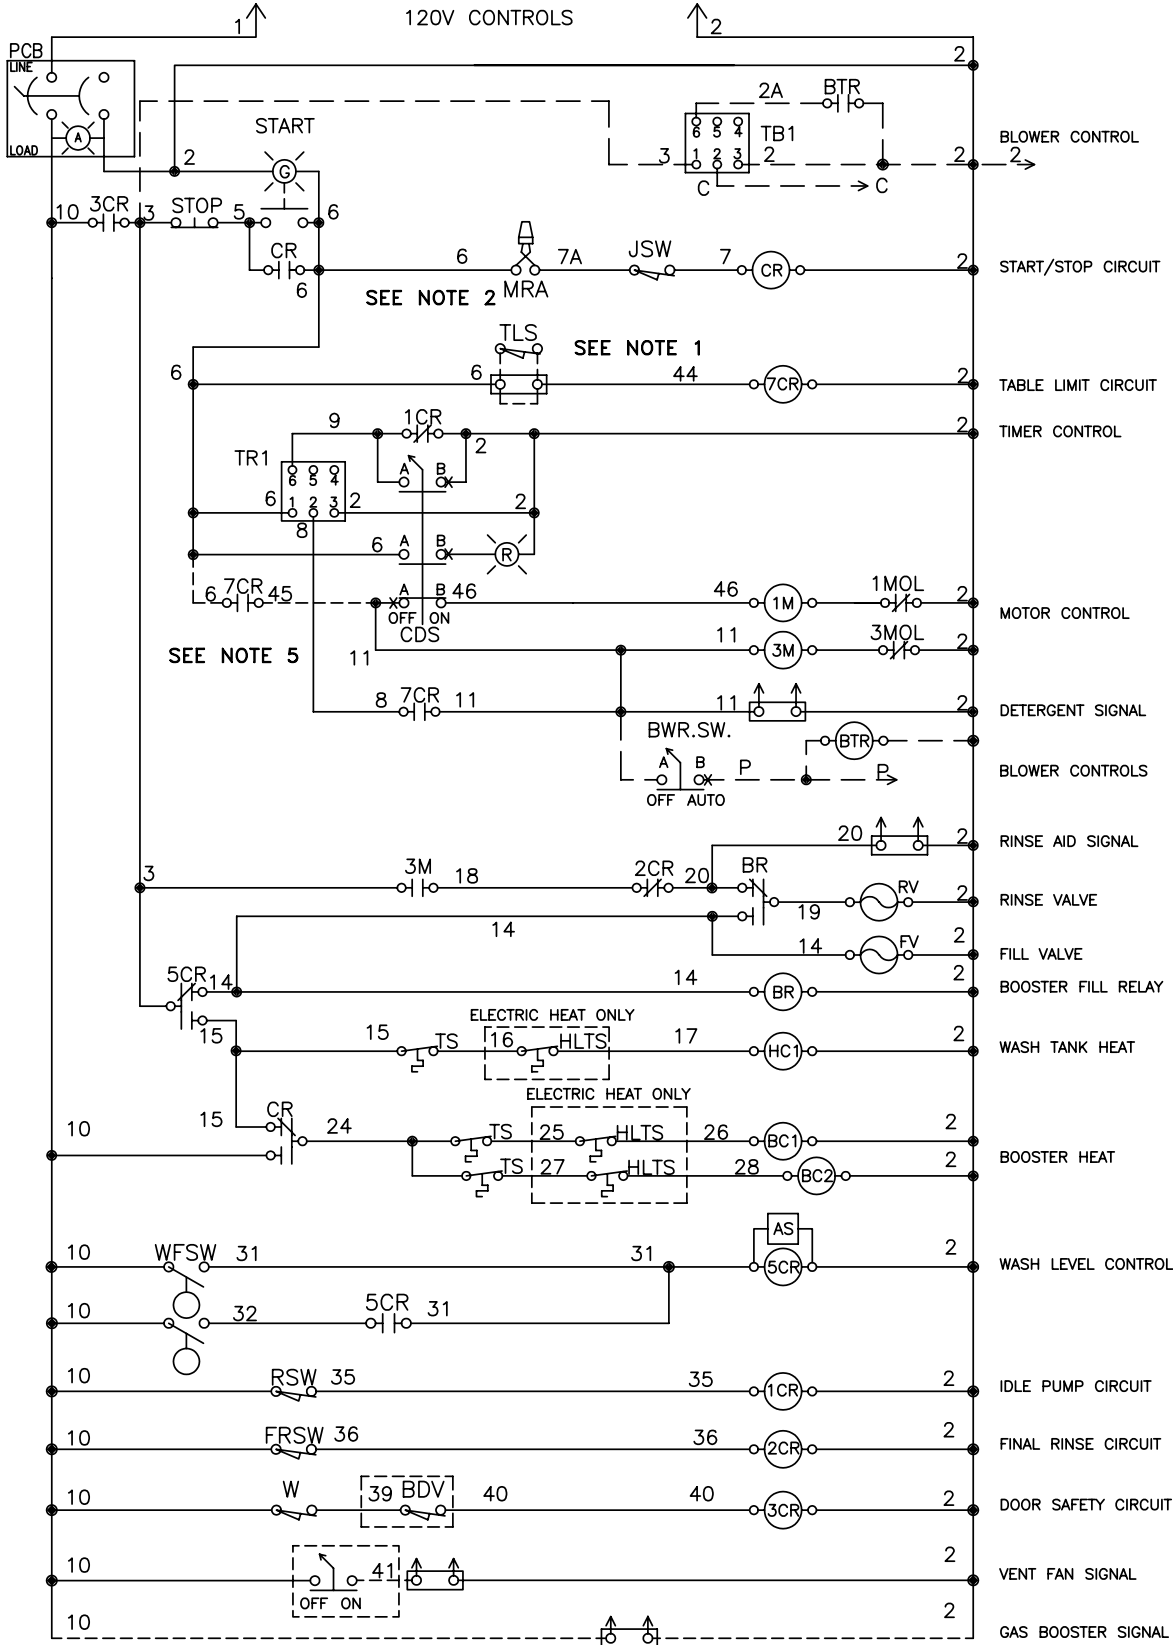 1 120V CONTROLS 2
PCB
LINE
2
2A BTR
A
START
6 5 4 TB1
LOAD
BLOWER CONTROL
2 3 1 2 3 2 2 2
G
C C
10 3CR 3 STOP 5 6
CR 6 7A JSW 7 CR 2 START/STOP CIRCUIT
6
SEE NOTE 2 MRA
TLS
SEE NOTE 1
6 6 44 7CR 2 TABLE LIMIT CIRCUIT
9 1CR 2 TIMER CONTROL
2
TR1 A B
6 5 4
6 1 2 3 2 2
8
6 A B R
6 7CR 45 A B 46 46 1M 1MOL 2
OFF ON
CDS
MOTOR CONTROL
SEE NOTE 5 11 11 3M 3MOL 2
8 7CR 11 11 2 DETERGENT SIGNAL
BWR.SW.
BTR
A B P P BLOWER CONTROLS
OFF AUTO
20 2 RINSE AID SIGNAL
3 3M 18 2CR 20 BR
19 RV 2 RINSE VALVE
14 14 FV 2 FILL VALVE
5CR 14 14 BR 2 BOOSTER FILL RELAY
ELECTRIC HEAT ONLY
15 15 TS 16 HLTS 17 HC1 2 WASH TANK HEAT
ELECTRIC HEAT ONLY
15 CR 24 TS 25 HLTS 26 BC1 2
10
BOOSTER HEAT
TS 27 HLTS 28 BC2 2
AS
10 WFSW 31 31 5CR 2 WASH LEVEL CONTROL
10 32 5CR 31
10 RSW 35 35 1CR 2 IDLE PUMP CIRCUIT
10 FRSW 36 36 2CR 2 FINAL RINSE CIRCUIT
10 W 39 BDV 40 40 3CR 2 DOOR SAFETY CIRCUIT
10 41 2 VENT FAN SIGNAL
OFF ON
10 2 GAS BOOSTER SIGNAL